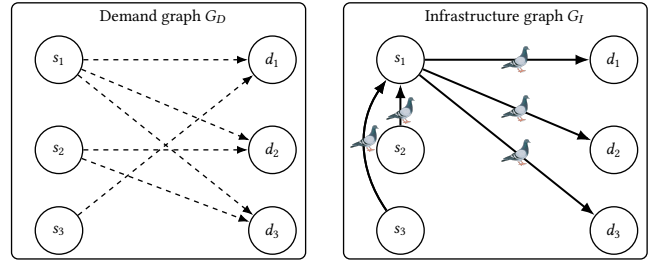 Demand graph G_D
s_1
d_1
s_2
d_2
s_3
d_3
Infrastructure graph G_I
s_1
d_1
s_2
d_2
s_3
d_3